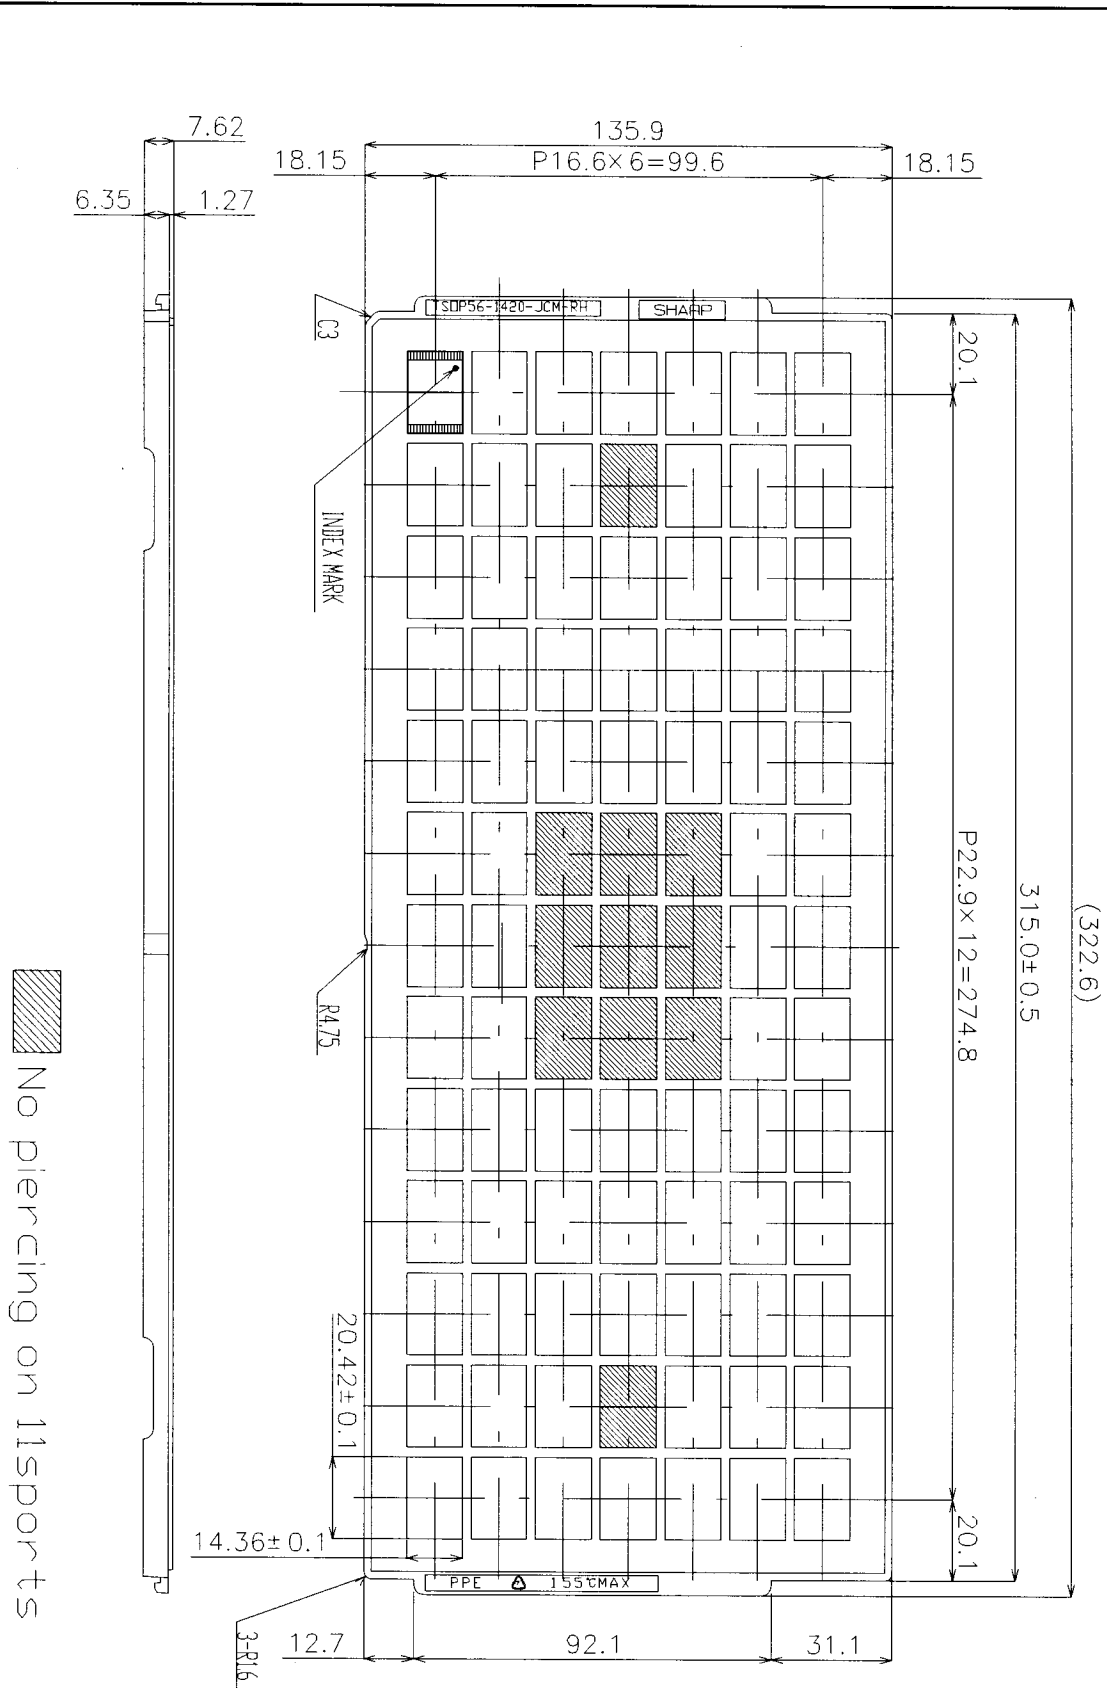 7.62
135.9
18.15
P16.6×6=99.6
18.15
6.35
1.27
TSOP56-1420-JCM-RH
SHARP
C3
INDEX MARK
20.1
(322.6)
315.0±0.5
P22.9×12=274.8
R4.75
20.42±0.1
14.36±0.1
20.1
PPE
155℃MAX
3-R1.6
12.7
92.1
31.1
No piercing on 11sports